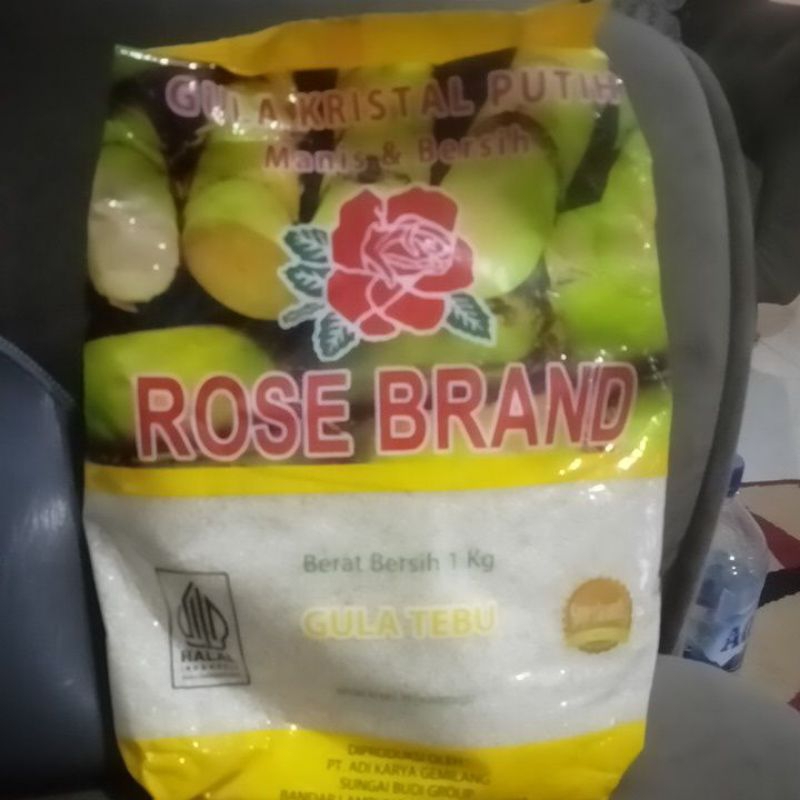 GULA KRISTAL PUTIH
Manis & Bersih
ROSE BRAND
Berat Bersih 1 Kg
GULA TEBU
HALAL
INDONESIA
DIPRODUKSI OLEH
PT. ADI KARYA GEMILANG
SUNGAI BUDI GROUP